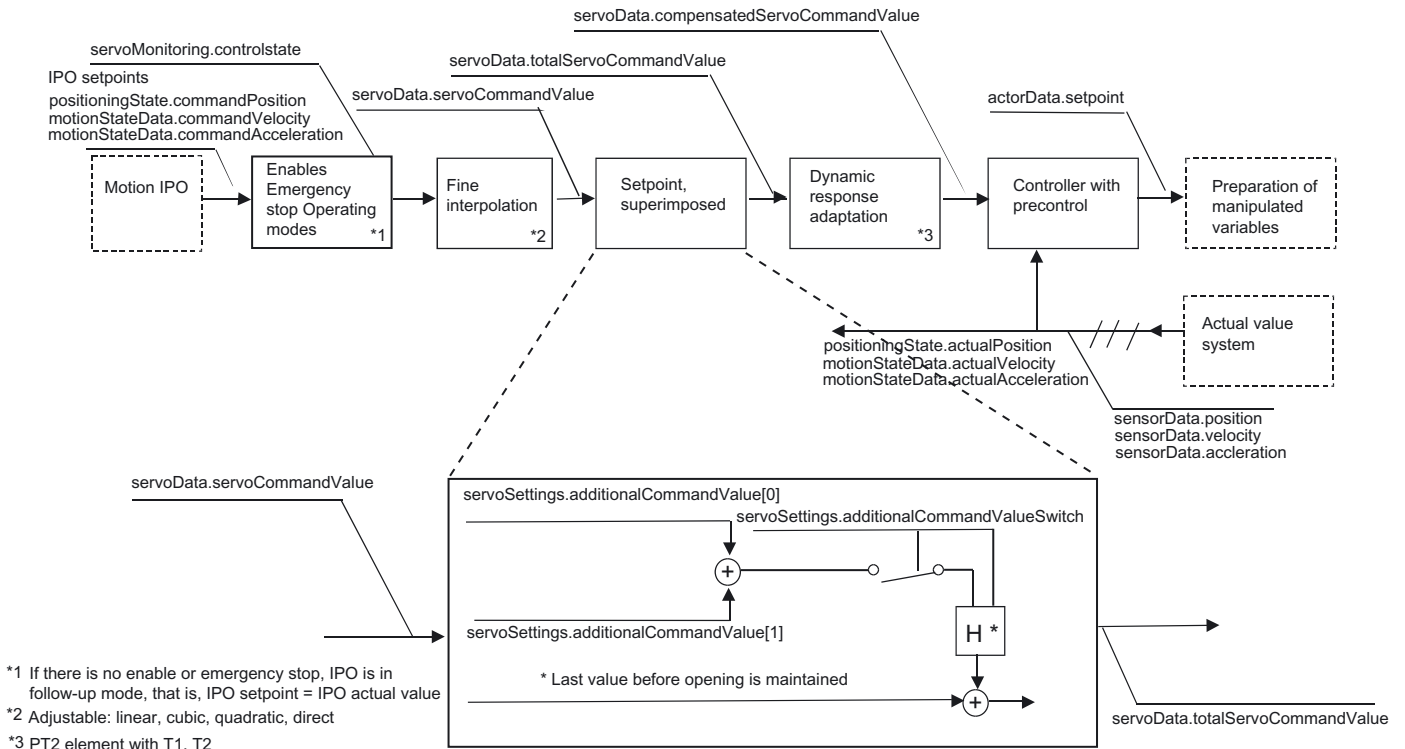 servoData.compensatedServoCommandValue
servoMonitoring.controlstate
servoData.totalServoCommandValue
IPO setpoints
servoData.servoCommandValue
actorData.setpoint
positioningState.commandPosition
motionStateData.commandVelocity
motionStateData.commandAcceleration
Motion IPO
Enables
Emergency
stop Operating
modes
*1
Fine
interpolation
*2
Setpoint,
superimposed
Dynamic
response
adaptation
*3
Controller with
precontrol
Preparation of
manipulated
variables
Actual value
system
positioningState.actualPosition
motionStateData.actualVelocity
motionStateData.actualAcceleration
sensorData.position
sensorData.velocity
sensorData.accleration
servoData.servoCommandValue
servoSettings.additionalCommandValue[0]
servoSettings.additionalCommandValueSwitch
+
servoSettings.additionalCommandValue[1]
H *
* Last value before opening is maintained
+
servoData.totalServoCommandValue
*1 If there is no enable or emergency stop, IPO is in
follow-up mode, that is, IPO setpoint = IPO actual value
*2 Adjustable: linear, cubic, quadratic, direct
*3 PT2 element with T1, T2